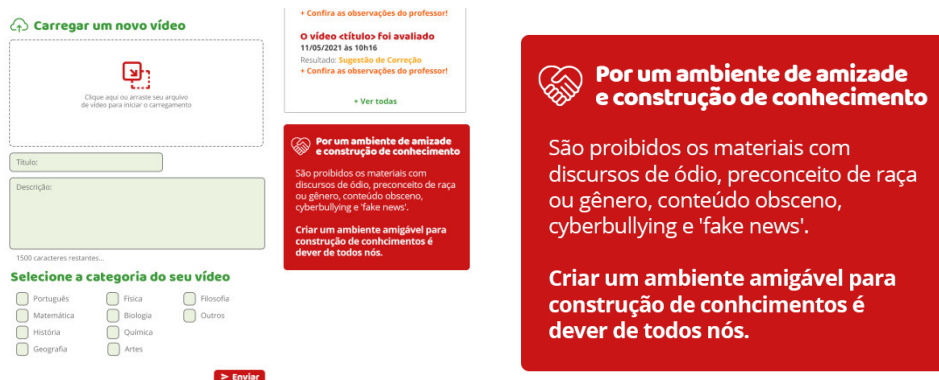 Carregar um novo vídeo
Clique aqui ou arraste seu arquivo
de vídeo para iniciar o carregamento
Título:
Descrição:
1500 caracteres restantes...
Selecione a categoria do seu vídeo
Português
Física
Filosofia
Matemática
Biologia
Outros
História
Química
Geografia
Artes
Enviar
+ Confira as observações do professor!
O vídeo <título> foi avaliado
11/05/2021 às 10h16
Resultado: Sugestão de Correção
+ Confira as observações do professor!
+ Ver todas
Por um ambiente de amizade
e construção de conhecimento
São proibidos os materiais com
discursos de ódio, preconceito de raça
ou gênero, conteúdo obsceno,
cyberbullying e 'fake news'.
Criar um ambiente amigável para
construção de conhcimentos é
dever de todos nós.
Por um ambiente de amizade
e construção de conhecimento
São proibidos os materiais com
discursos de ódio, preconceito de raça
ou gênero, conteúdo obsceno,
cyberbullying e 'fake news'.
Criar um ambiente amigável para
construção de conhcimentos é
dever de todos nós.